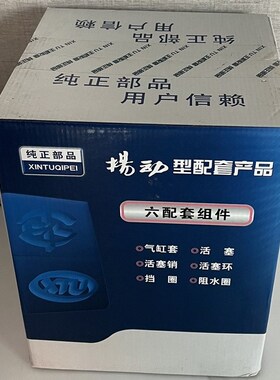 纯正部品
用户信赖
纯正部品
用户信赖
纯正部品
XINTUQIPEI
揚动型配套产品
六配套组件
气缸套 活塞
活塞销 活塞环
挡圈 阻水圈